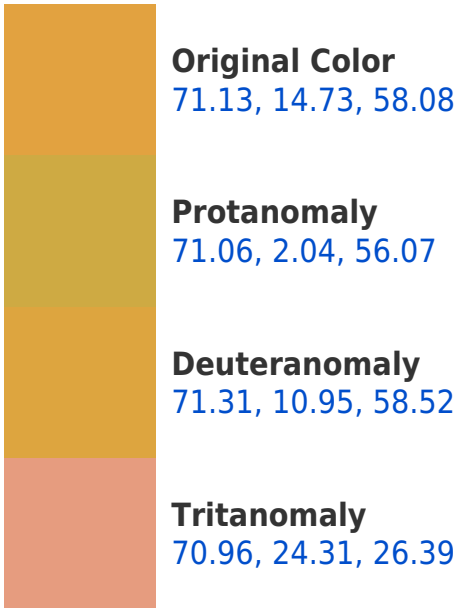 Original Color
71.13, 14.73, 58.08
Protanomaly
71.06, 2.04, 56.07
Deuteranomaly
71.31, 10.95, 58.52
Tritanomaly
70.96, 24.31, 26.39